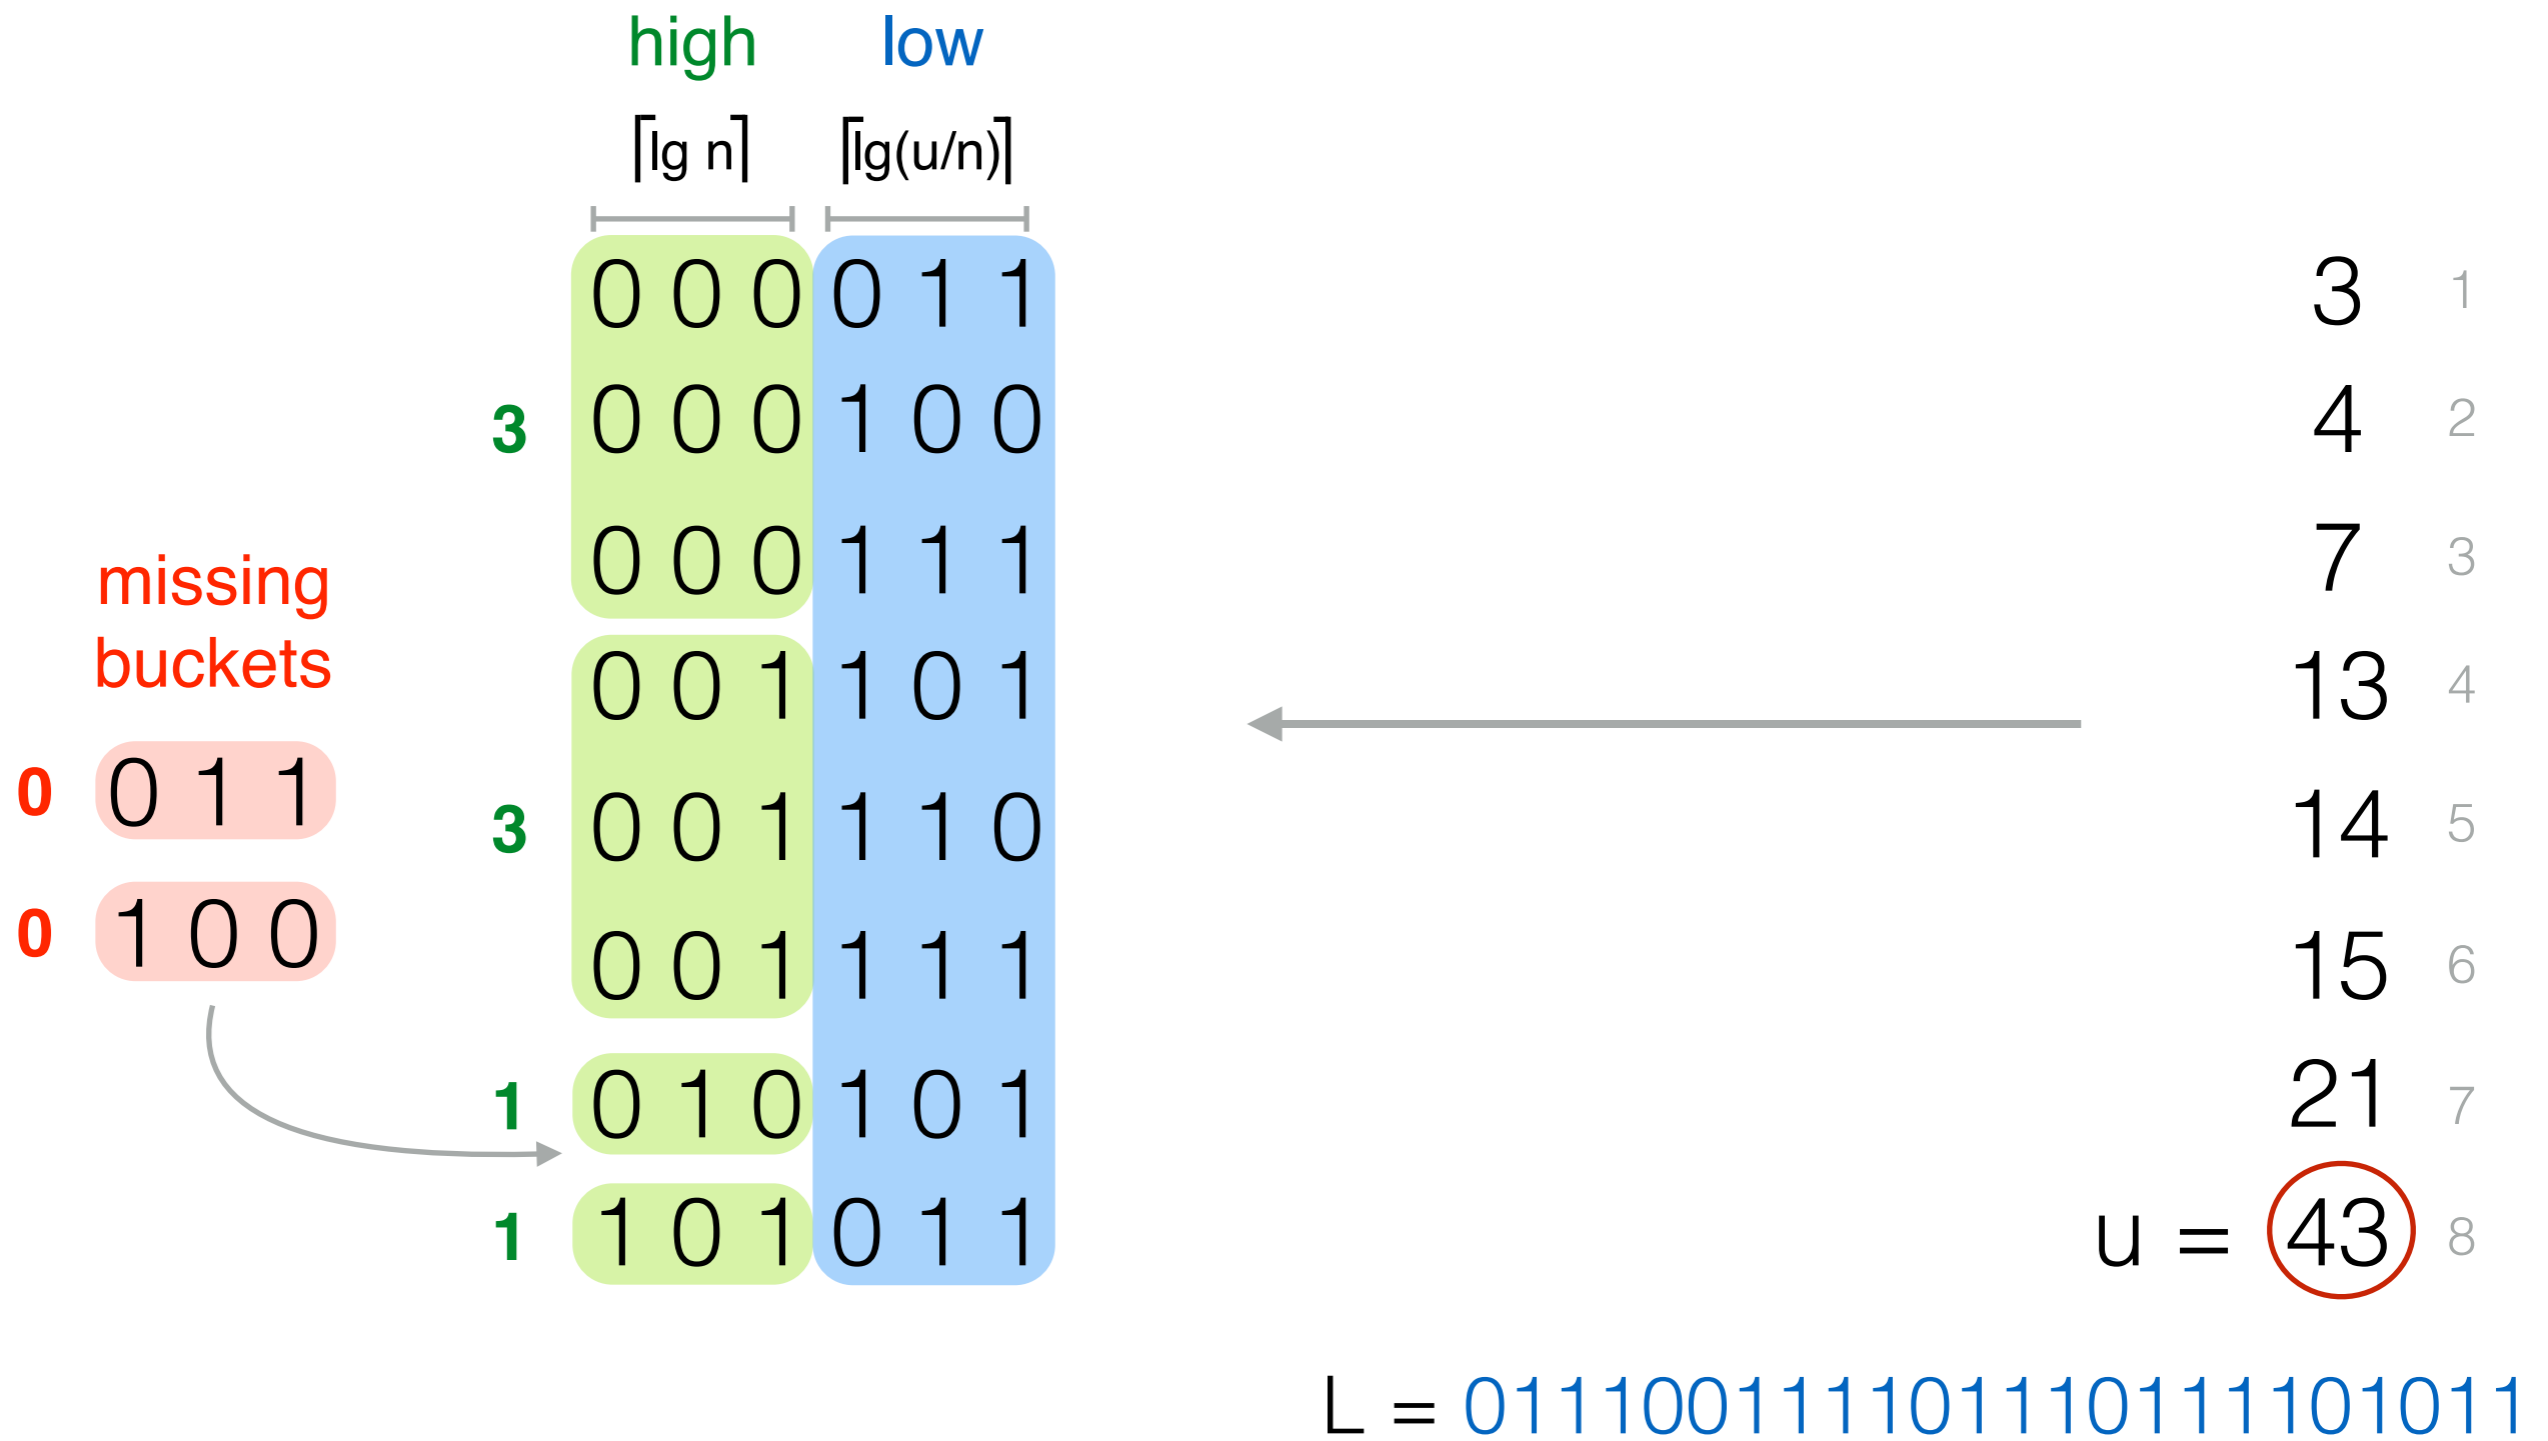 high low
⌈lg n⌉ ⌈lg(u/n)⌉
0 0 0 0 1 1 3 1
3 0 0 0 1 0 0 4 2
0 0 0 1 1 1 7 3
missing
buckets
0 0 1 1 0 1 13 4
0 0 1 1
3 0 0 1 1 1 0 14 5
0 1 0 0
0 0 1 1 1 1 15 6
1 0 1 0 1 0 1 21 7
1 1 0 1 0 1 1 u = 43 8
L = 011100111101110111101011